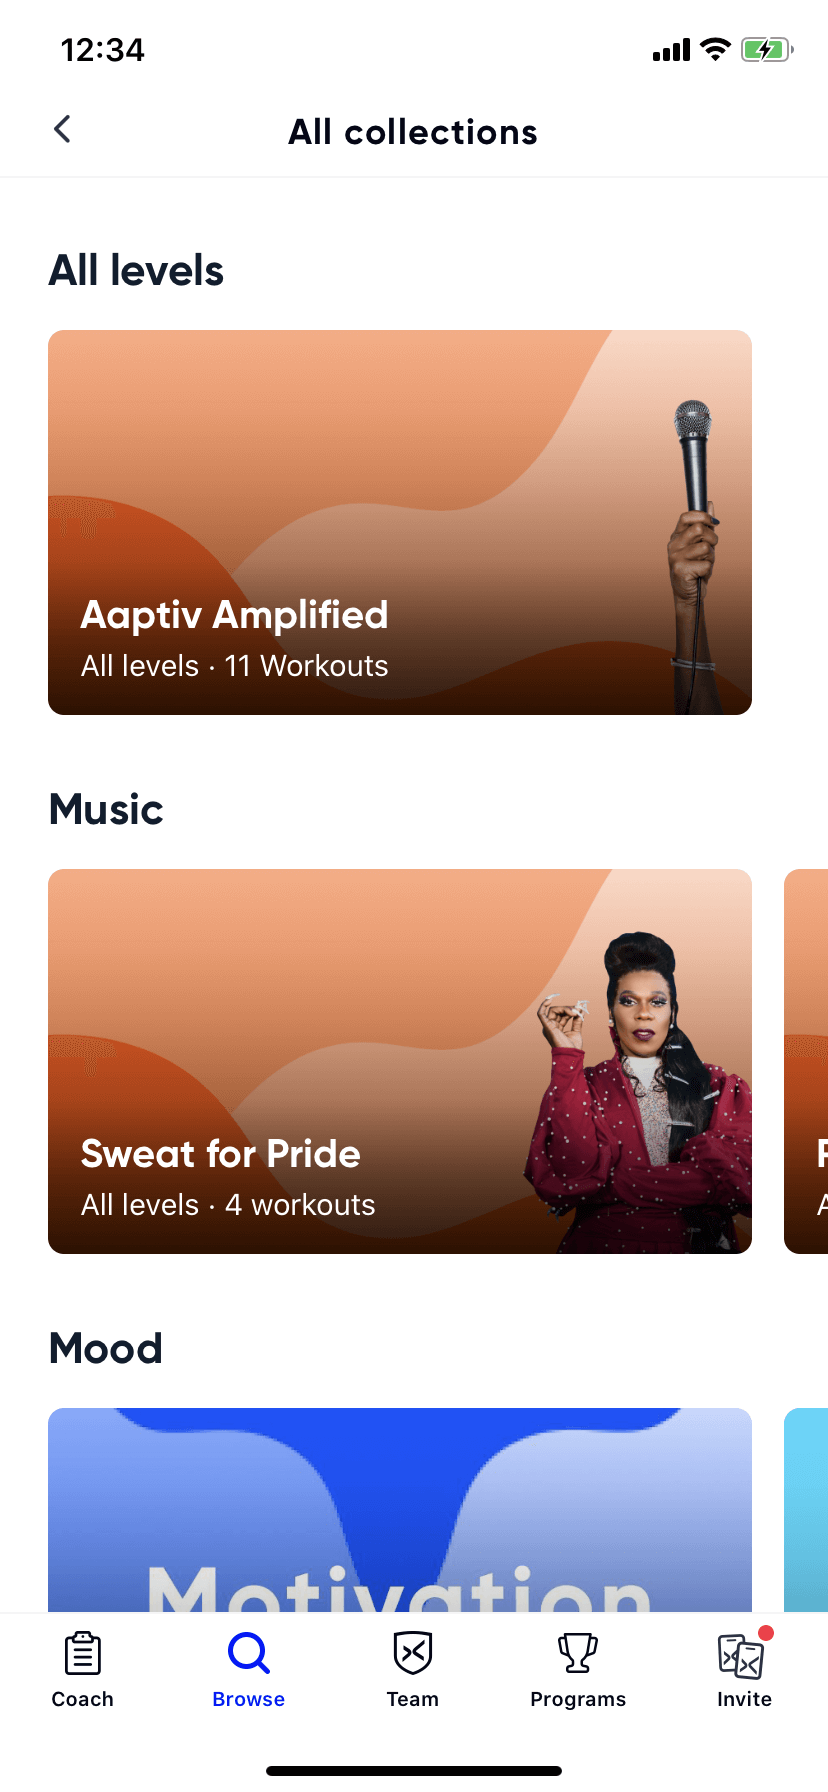 12:34
All collections
All levels
Aaptiv Amplified
All levels · 11 Workouts
Music
Sweat for Pride
All levels · 4 workouts
Mood
Motivation
Coach
Browse
Team
Programs
Invite